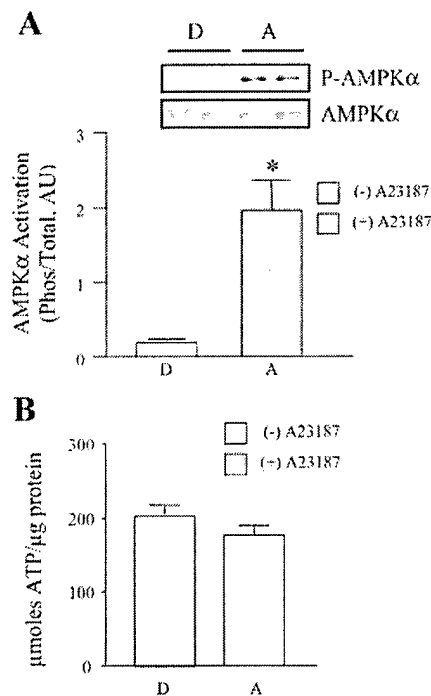 A
D A
P-AMPKα
AMPKα
AMPKα Activation
(Phos/Total, AU)
3
2
1
0
*
(-) A23187
(+) A23187
D A
B
μmoles ATP/μg protein
300
200
100
0
(-) A23187
(+) A23187
D A